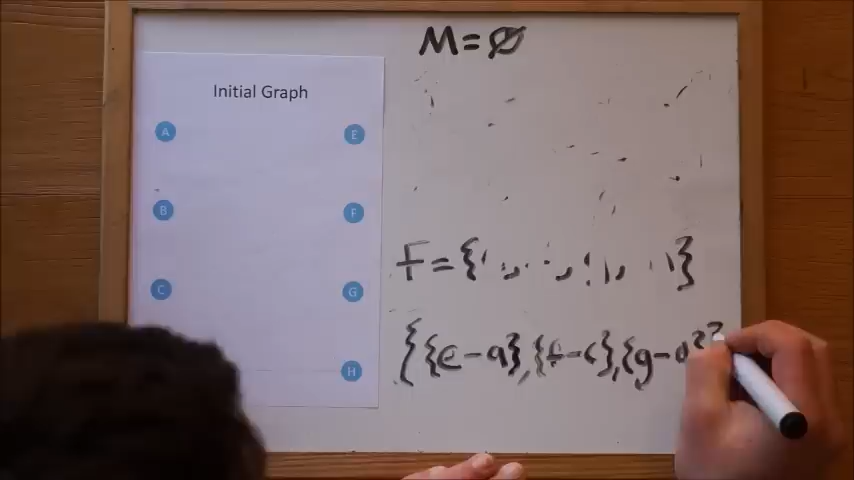 M=Ø
Initial Graph
A E
B F
C G
H
F={
{{e-a},{f-c},{g-d}}